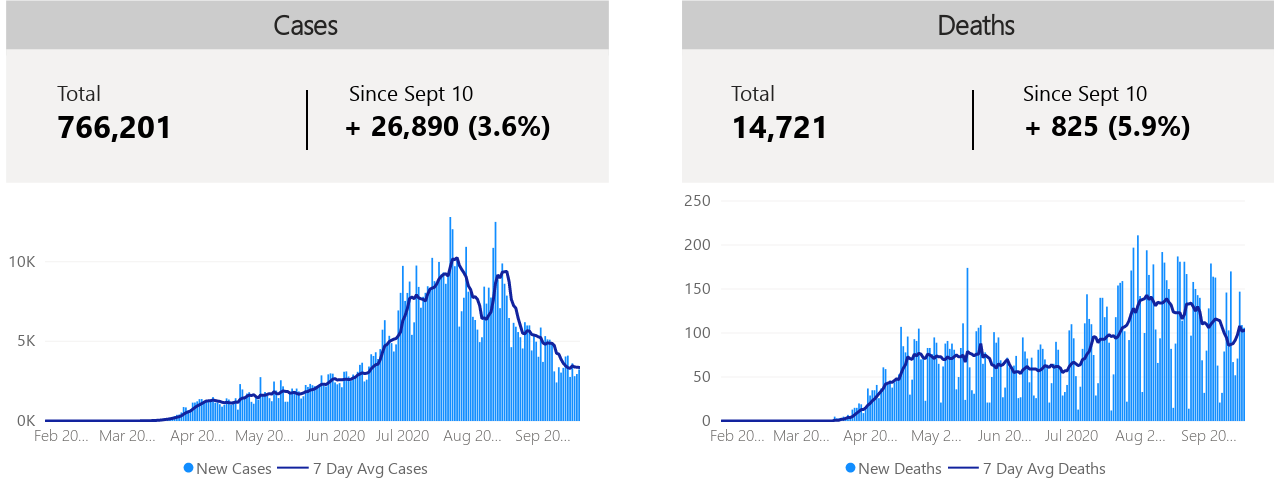 Cases
Total
766,201
Since Sept 10
+ 26,890 (3.6%)
10K
5K
0K
Feb 20... Mar 20... Apr 20... May 20... Jun 2020 Jul 2020 Aug 20... Sep 20...
New Cases 7 Day Avg Cases
Deaths
Total
14,721
Since Sept 10
+ 825 (5.9%)
250
200
150
100
50
0
Feb 20... Mar 20... Apr 20... May 2... Jun 20... Jul 2020 Aug 2... Sep 20...
New Deaths 7 Day Avg Deaths